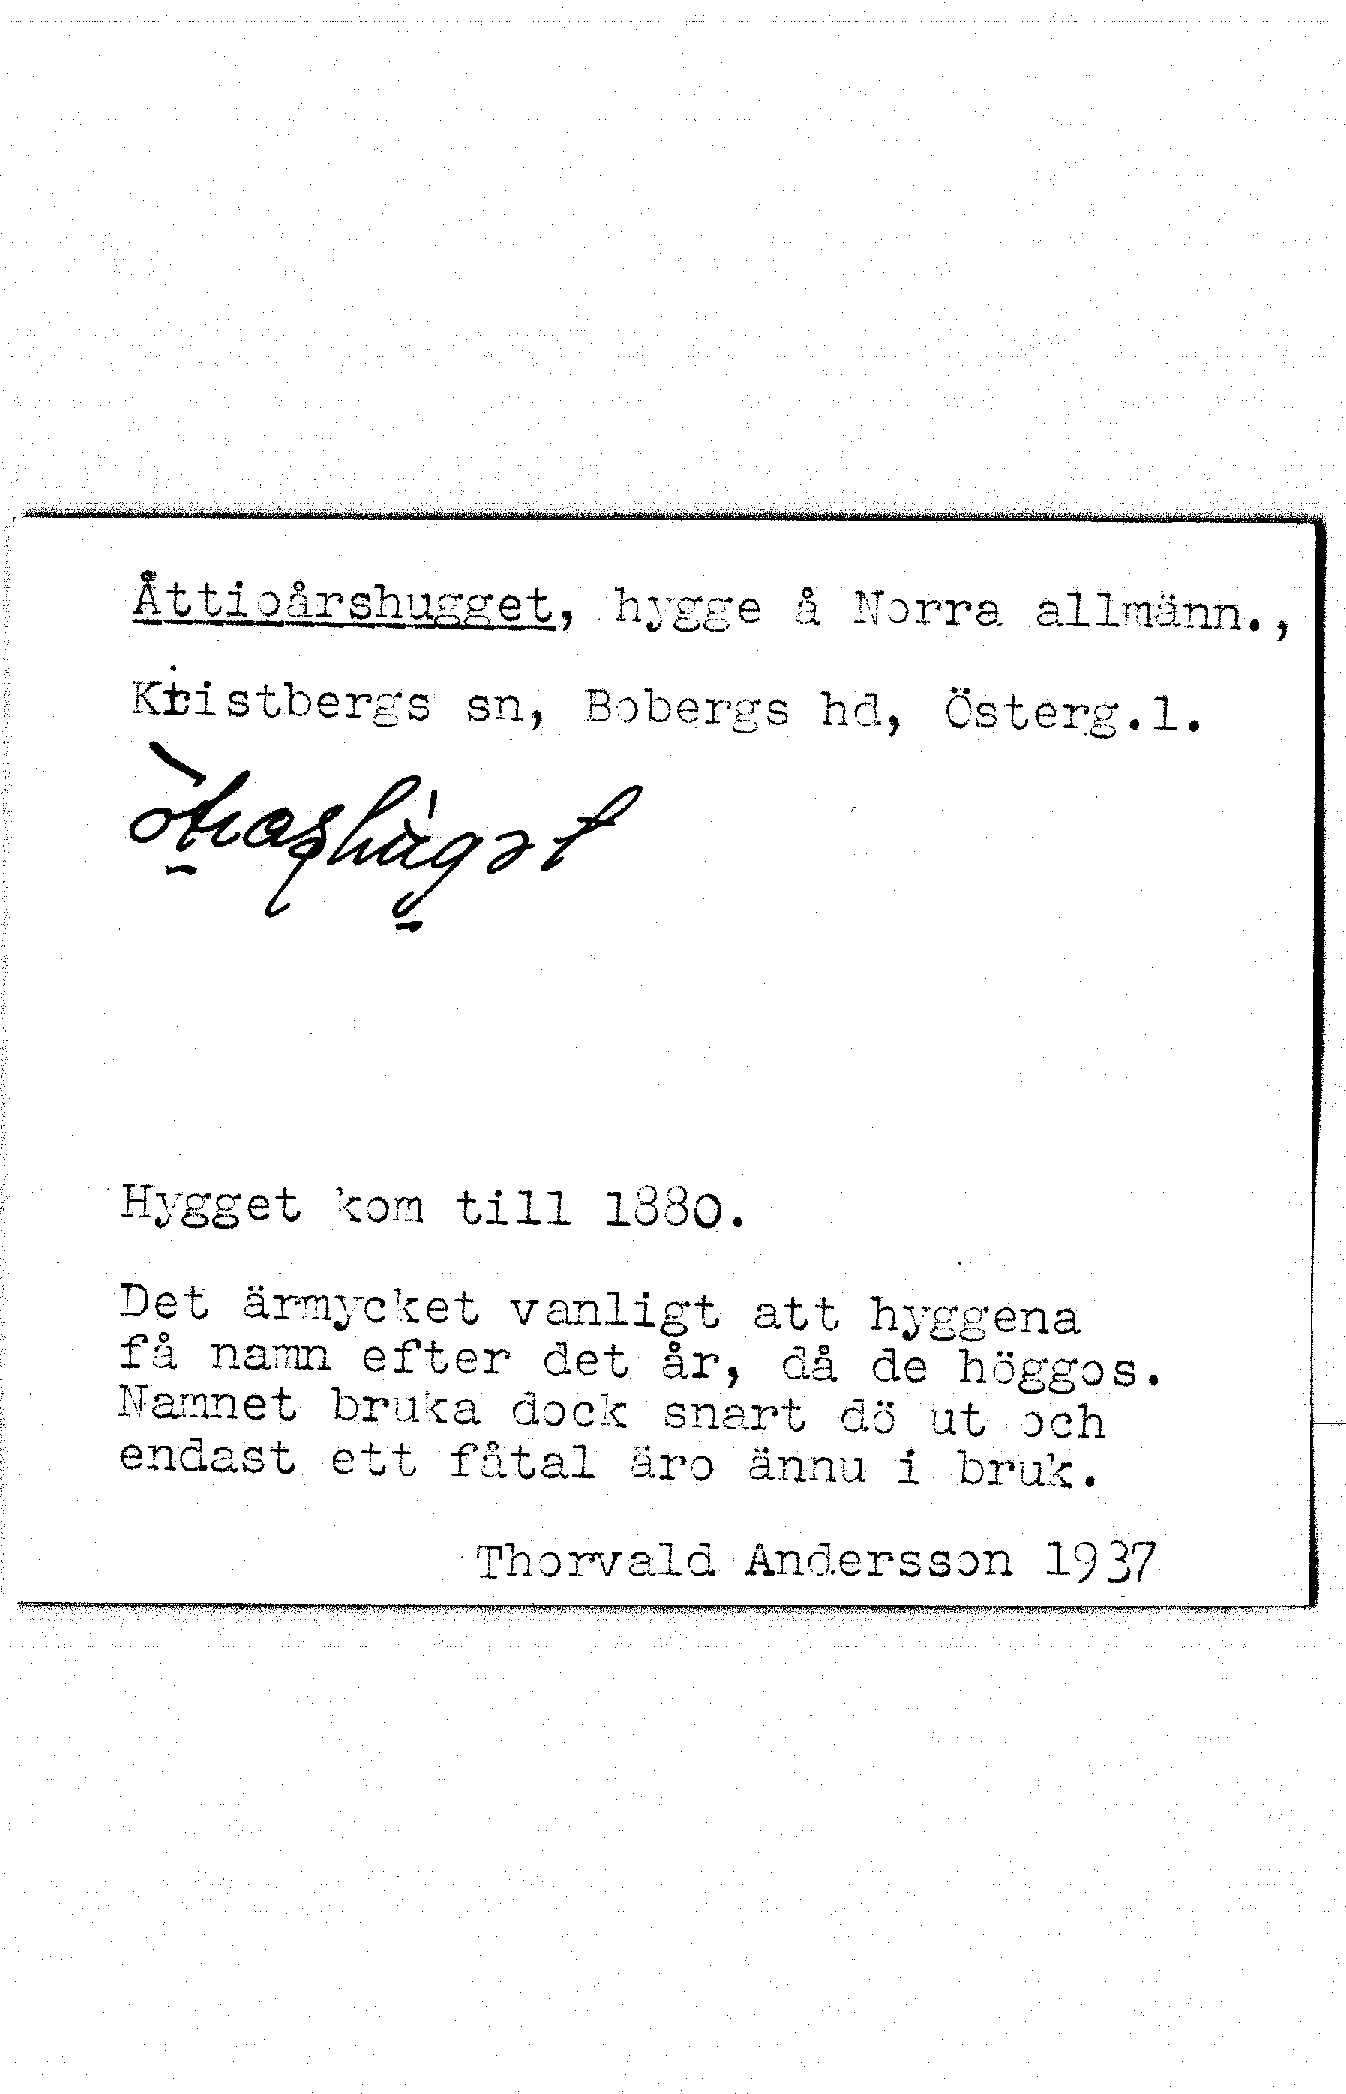 Åttioårshugget, hygge å Norra allmänn.,
Kristbergs sn, Bobergs hd, Österg.l.
Hygget kom till 1880.
Det ärmycket vanligt att hyggena
få namn efter det år, då de höggos.
Namnet bruka dock snart dö ut och
endast ett fåtal äro ännu i bruk.
Thorvald Andersson 1937